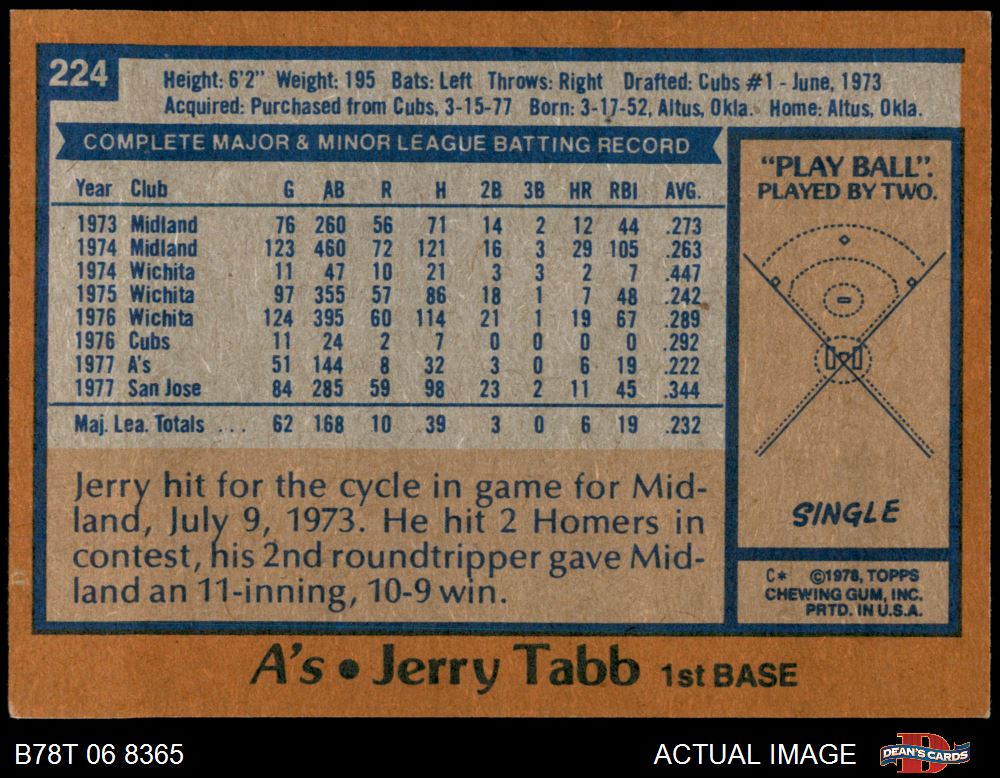 224
Height: 6'2" Weight: 195 Bats: Left Throws: Right Drafted: Cubs #1 - June, 1973
Acquired: Purchased from Cubs, 3-15-77 Born: 3-17-52, Altus, Okla. Home: Altus, Okla.
COMPLETE MAJOR & MINOR LEAGUE BATTING RECORD
Year Club G AB R H 2B 3B HR RBI AVG.
1973 Midland 76 260 56 71 14 2 12 44 .273
1974 Midland 123 460 72 121 16 3 29 105 .263
1974 Wichita 11 47 10 21 3 3 2 7 .447
1975 Wichita 97 355 57 86 18 1 7 48 .242
1976 Wichita 124 395 60 114 21 1 19 67 .289
1976 Cubs 11 24 2 7 0 0 0 0 .292
1977 A's 51 144 8 32 3 0 6 19 .222
1977 San Jose 84 285 59 98 23 2 11 45 .344
Maj. Lea. Totals ... 62 168 10 39 3 0 6 19 .232
Jerry hit for the cycle in game for Mid-
land, July 9, 1973. He hit 2 Homers in
contest, his 2nd roundtripper gave Mid-
land an 11-inning, 10-9 win.
"PLAY BALL".
PLAYED BY TWO.
SINGLE
C* ©1978, TOPPS
CHEWING GUM, INC.
PRTD. IN U.S.A.
A's • Jerry Tabb 1st BASE
B78T 06 8365
ACTUAL IMAGE
D
DEAN'S CARDS